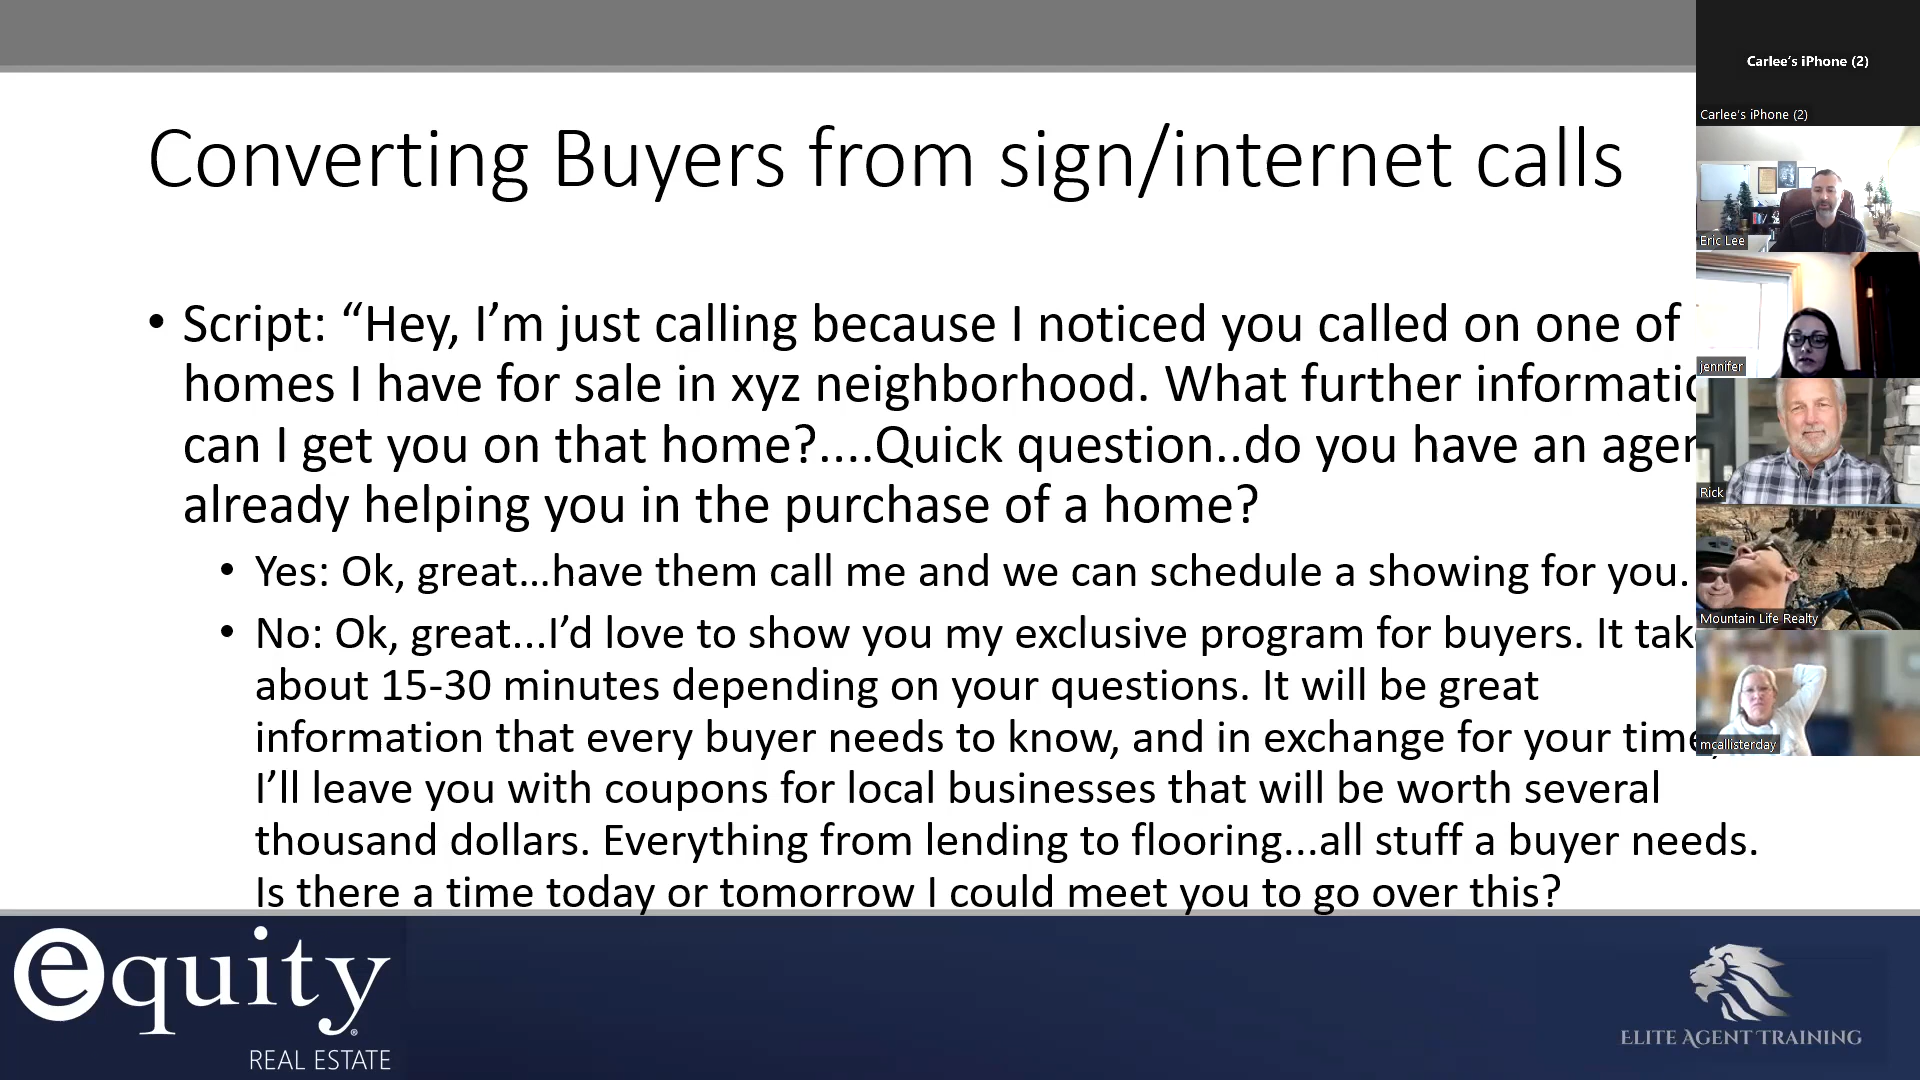 Converting Buyers from sign/internet calls
• Script: “Hey, I’m just calling because I noticed you called on one of
homes I have for sale in xyz neighborhood. What further
can I get you on that home?....Quick question..do you have an
already helping you in the purchase of a home?
• Yes: Ok, great…have them call me and we can schedule a showing for you.
• No: Ok, great...I’d love to show you my exclusive program for buyers. It
about 15-30 minutes depending on your questions. It will be great
information that every buyer needs to know, and in exchange for your
I’ll leave you with coupons for local businesses that will be worth several
thousand dollars. Everything from lending to flooring...all stuff a buyer needs.
Is there a time today or tomorrow I could meet you to go over this?
Carlee’s iPhone (2)
Carlee's iPhone (2)
Eric Lee
jennifer
Rick
Mountain Life Realty
mcallisterday
equity®
REAL ESTATE
ELITE AGENT TRAINING